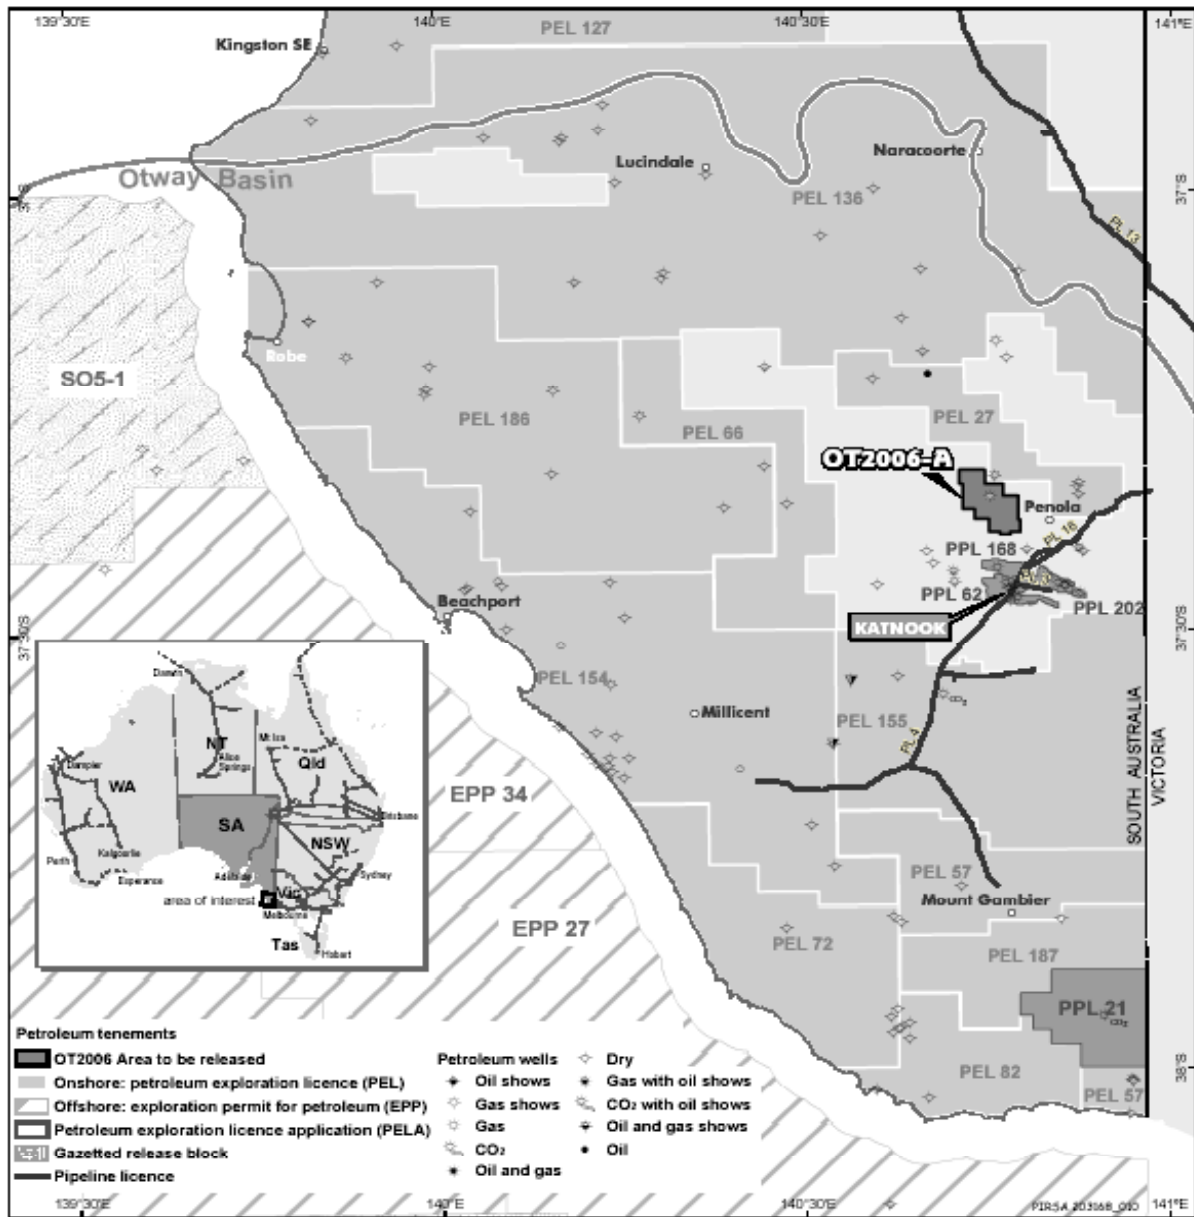 139°30'E
140°E
140°30'E
141°E
PEL 127
Kingston SE
Lucindale
Naracoorte
Otway Basin
PEL 136
37°S
37°S
PL 13
Robe
SO5-1
PEL 186
PEL 66
PEL 27
OT2006-A
Penola
PL 16
PPL 168
PPL 62
PPL 202
KATNOOK
Beachport
37°30'S
37°30'S
PEL 154
Millicent
PEL 155
CO₂
PL 4
SOUTH AUSTRALIA
VICTORIA
EPP 34
EPP 27
PEL 57
Mount Gambier
PEL 72
PEL 187
PPL 21
CO₂
PEL 82
PEL 57
38°S
Darwin
NT
Mt Isa
Alice
Springs
Qld
Dampier
WA
SA
Brisbane
NSW
Kalgoorlie
Perth
Esperance
Adelaide
Sydney
Vic
area of interest
Melbourne
Tas
Hobart
Petroleum tenements
OT2006 Area to be released
Onshore: petroleum exploration licence (PEL)
Offshore: exploration permit for petroleum (EPP)
Petroleum exploration licence application (PELA)
Gazetted release block
Pipeline licence
Petroleum wells
Oil shows
Gas shows
Gas
CO₂
Oil and gas
Dry
Gas with oil shows
CO₂ with oil shows
Oil and gas shows
Oil
139°30'E
140°E
140°30'E
141°E
PIRSA 203168_010